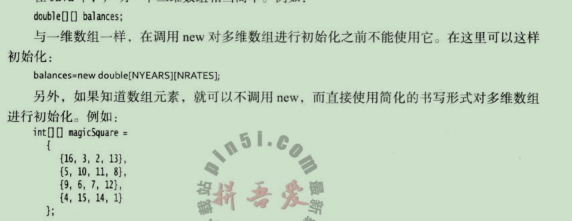 double[][] balances;
与一维数组一样，在调用 new 对多维数组进行初始化之前不能使用它。在这里可以这样
初始化：
balances=new double[NYEARS][NRATES];
另外，如果知道数组元素，就可以不调用 new，而直接使用简化的书写形式对多维数组
进行初始化。例如：
int[][] magicSquare =
{
{16, 3, 2, 13},
{5, 10, 11, 8},
{9, 6, 7, 12},
{4, 15, 14, 1}
};
pin5i.com
拼吾爱